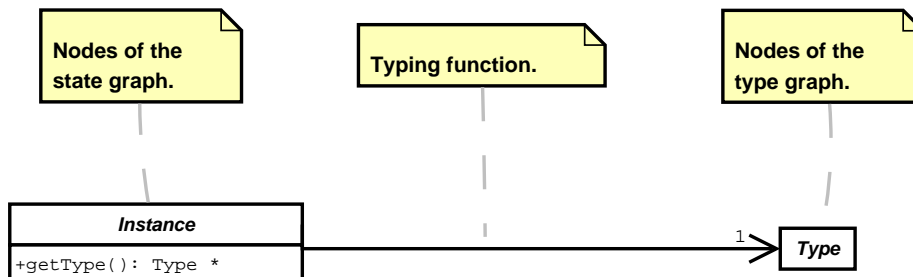 Nodes of the
state graph.
Typing function.
Nodes of the
type graph.
Instance
+getType(): Type *
1
Type